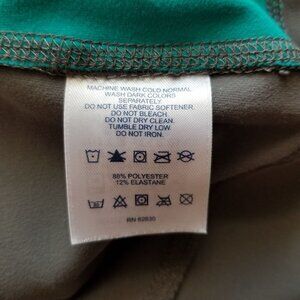 MACHINE WASH COLD NORMAL
WASH DARK COLORS
SEPARATELY
DO NOT USE FABRIC SOFTENER.
DO NOT BLEACH.
DO NOT DRY CLEAN.
TUMBLE DRY LOW.
DO NOT IRON.
88% POLYESTER
12% ELASTANE
RN 62830